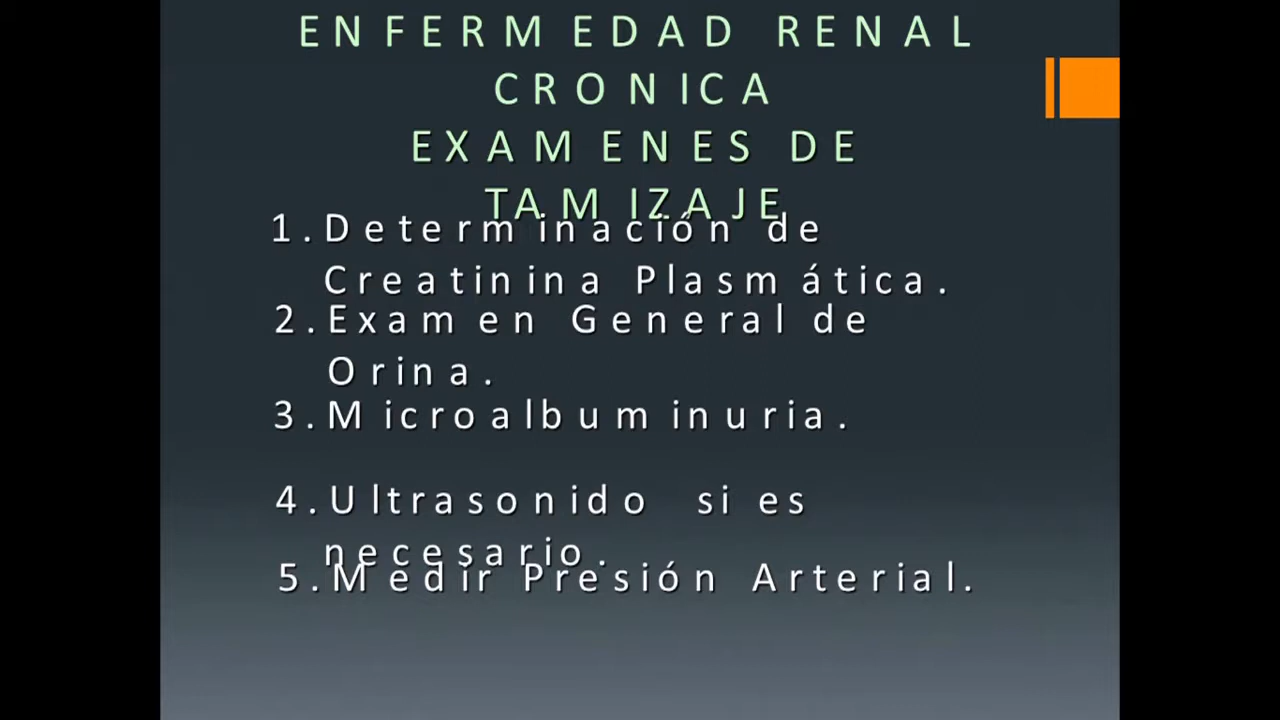 ENFERMEDAD RENAL
CRONICA
EXAMENES DE
TAMIZAJE
1.Determinación de
Creatinina Plasmática.
2.Examen General de
Orina.
3.Microalbuminuria.
4.Ultrasonido si es
necesario.
5.Medir Presión Arterial.